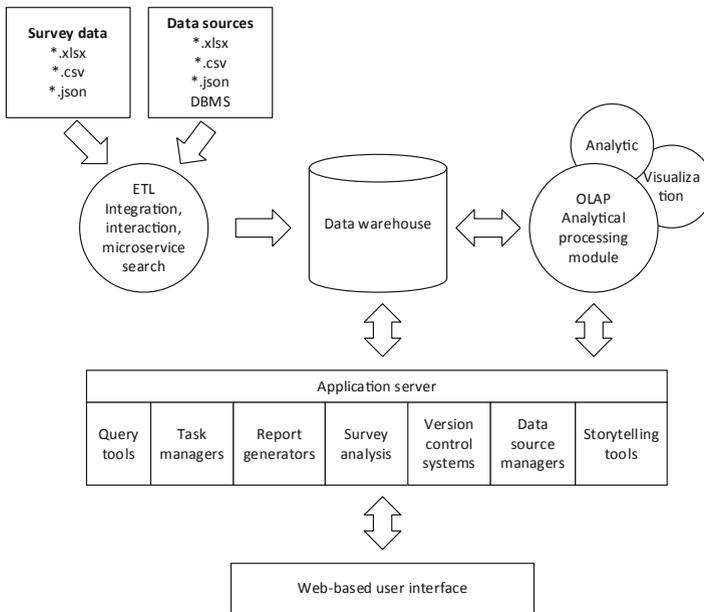 Survey data
*.xlsx
*.csv
*.json
Data sources
*.xlsx
*.csv
*.json
DBMS
ETL
Integration,
interaction,
microservice
search
Data warehouse
Analytic
Visualiza
tion
OLAP
Analytical
processing
module
Application server
Query
tools
Task
managers
Report
generators
Survey
analysis
Version
control
systems
Data
source
managers
Storytelling
tools
Web-based user interface